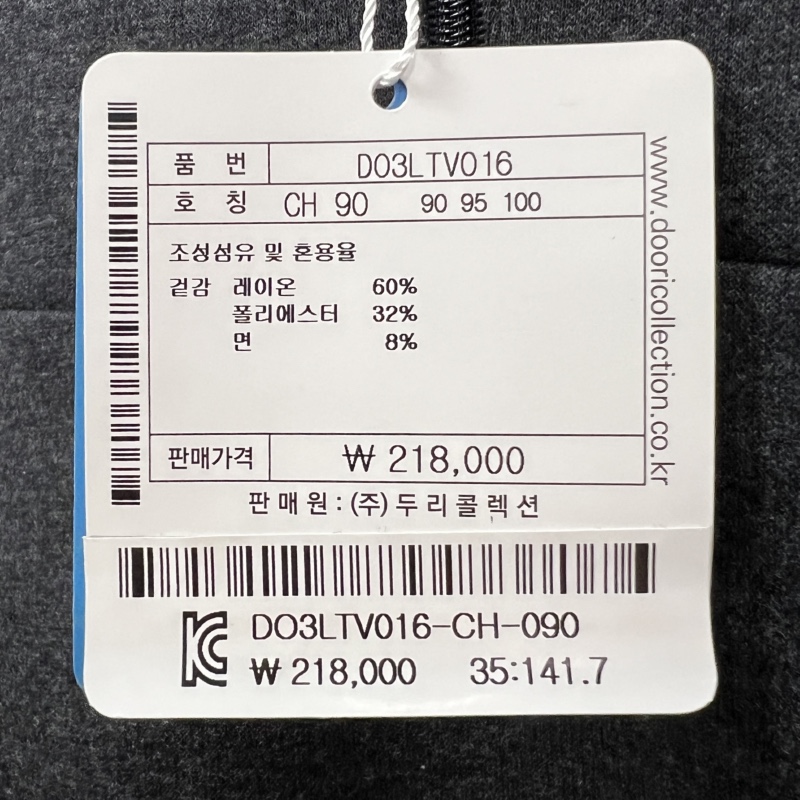 품 번 DO3LTV016
호 칭 CH 90 90 95 100
조성섬유 및 혼용율
겉감 레이온 60%
폴리에스터 32%
면 8%
판매가격 ₩ 218,000
판매원 : (주)두리콜렉션
www.dooricollection.co.kr
DO3LTV016-CH-090
₩ 218,000 35:141.7